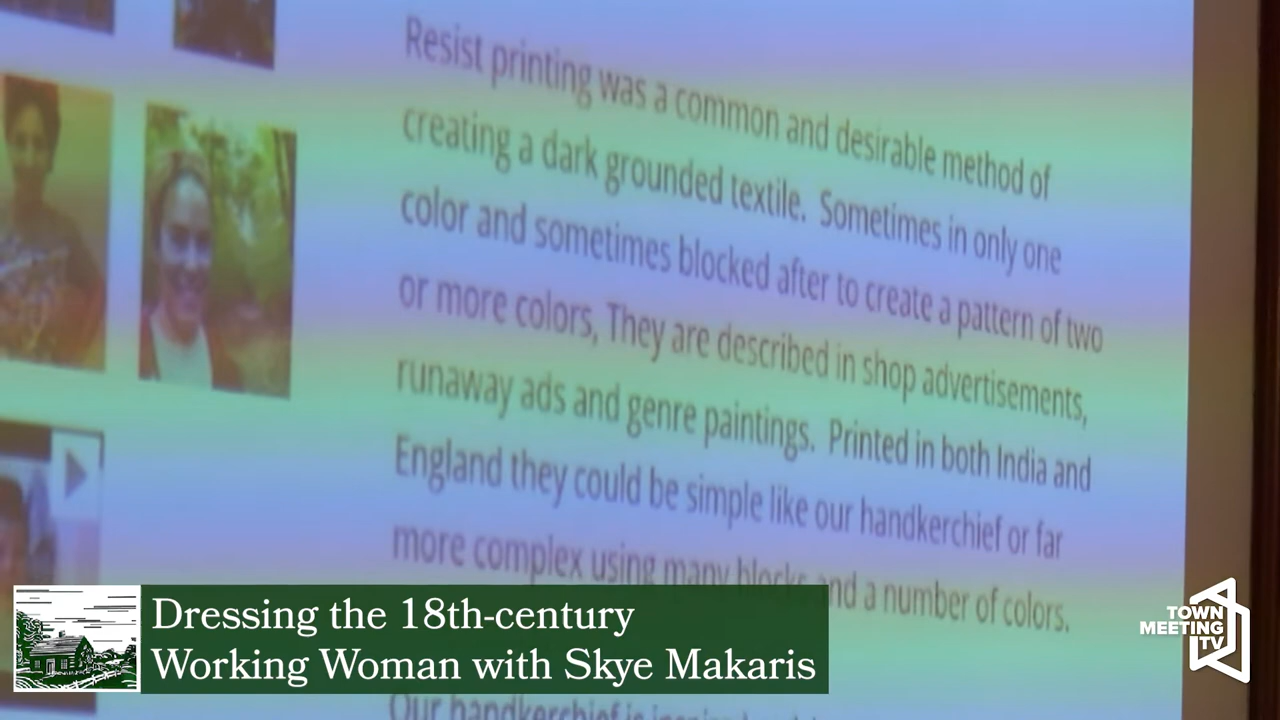 Resist printing was a common and desirable method of
creating a dark grounded textile. Sometimes in only one
color and sometimes blocked after to create a pattern of two
or more colors, They are described in shop advertisements,
runaway ads and genre paintings. Printed in both India and
England they could be simple like our handkerchief or far
more complex using many blocks and a number of colors.
Our handkerchief is
Dressing the 18th-century
Working Woman with Skye Makaris
TOWN
MEETING
TV